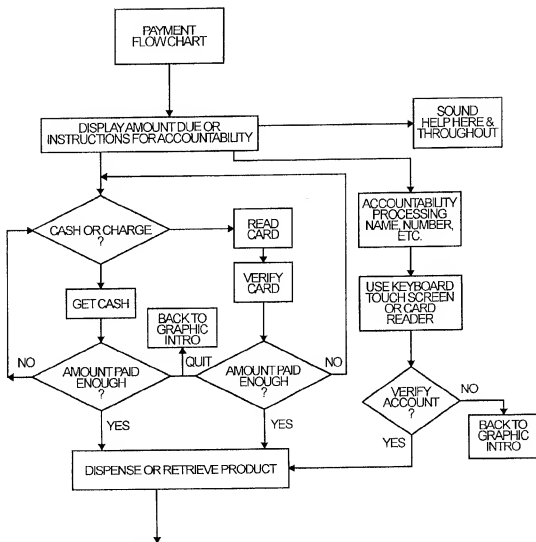 PAYMENT
FLOW CHART
DISPLAY AMOUNT DUE OR
INSTRUCTIONS FOR ACCOUNTABILITY
SOUND
HELP HERE &
THROUGHOUT
CASH OR CHARGE
?
READ
CARD
ACCOUNTABILITY
PROCESSING
NAME, NUMBER,
ETC.
GET CASH
VERIFY
CARD
USE KEYBOARD
TOUCH SCREEN
OR CARD
READER
BACK TO
GRAPHIC
INTRO
NO
AMOUNT PAID
ENOUGH
?
QUIT
AMOUNT PAID
ENOUGH
?
NO
VERIFY
ACCOUNT
?
NO
YES
YES
YES
BACK TO
GRAPHIC
INTRO
DISPENSE OR RETRIEVE PRODUCT